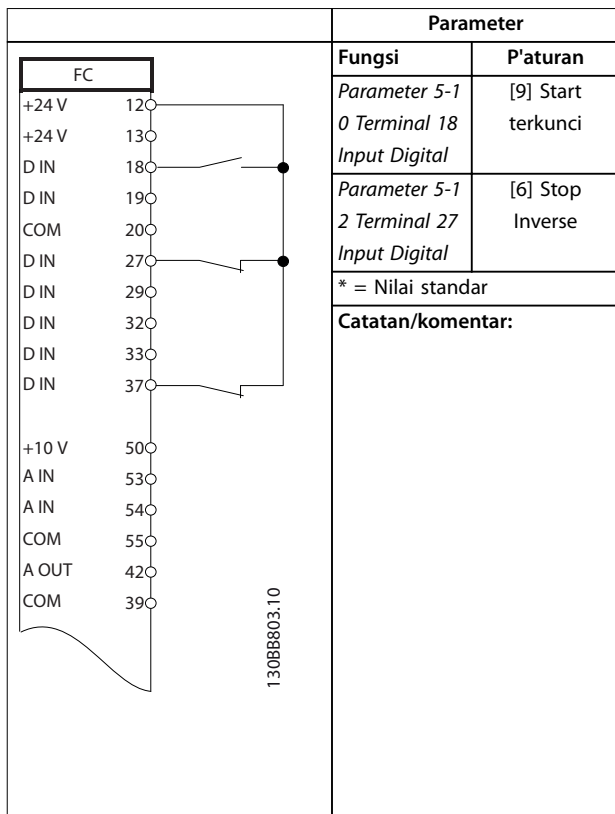 FC
+24 V 12
+24 V 13
D IN 18
D IN 19
COM 20
D IN 27
D IN 29
D IN 32
D IN 33
D IN 37
+10 V 50
A IN 53
A IN 54
COM 55
A OUT 42
COM 39
130BB803.10
Parameter
Fungsi P'aturan
Parameter 5-1 [9] Start
0 Terminal 18 terkunci
Input Digital
Parameter 5-1 [6] Stop
2 Terminal 27 Inverse
Input Digital
* = Nilai standar
Catatan/komentar: